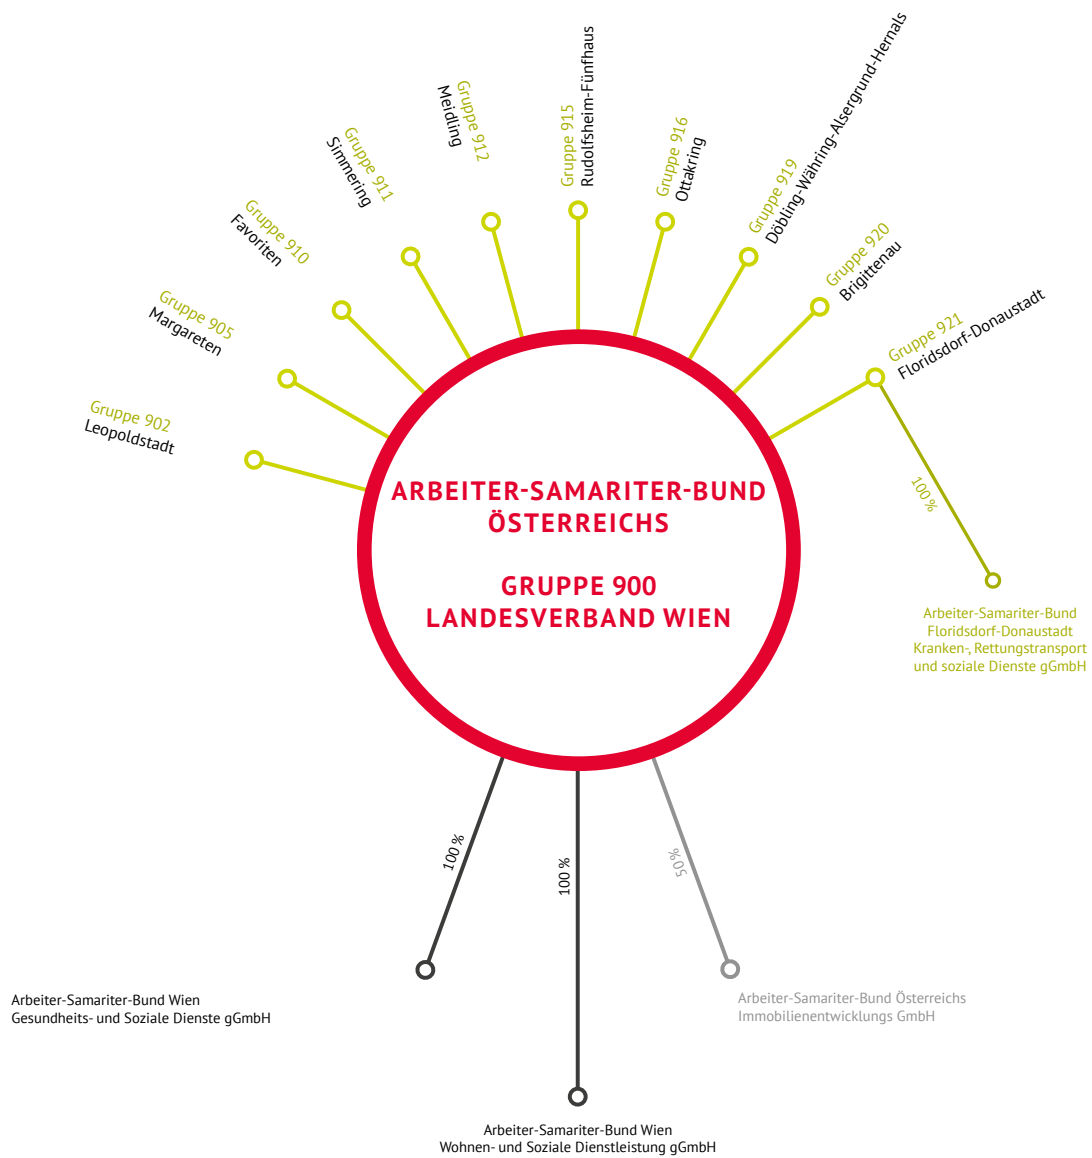 Gruppe 902
Leopoldstadt
Gruppe 905
Margareten
Gruppe 910
Favoriten
Gruppe 911
Simmering
Gruppe 912
Meidling
Gruppe 915
Rudolfsheim-Fünfhaus
Gruppe 916
Ottakring
Gruppe 919
Döbling-Währing-Alsergrund-Hernals
Gruppe 920
Brigittenau
Gruppe 921
Floridsdorf-Donaustadt
ARBEITER-SAMARITER-BUND
ÖSTERREICHS
GRUPPE 900
LANDESVERBAND WIEN
100 %
Arbeiter-Samariter-Bund
Floridsdorf-Donaustadt
Kranken-, Rettungstransport
und soziale Dienste gGmbH
100 %
100 %
50 %
Arbeiter-Samariter-Bund Wien
Gesundheits- und Soziale Dienste gGmbH
Arbeiter-Samariter-Bund Österreichs
Immobilienentwicklungs GmbH
Arbeiter-Samariter-Bund Wien
Wohnen- und Soziale Dienstleistung gGmbH